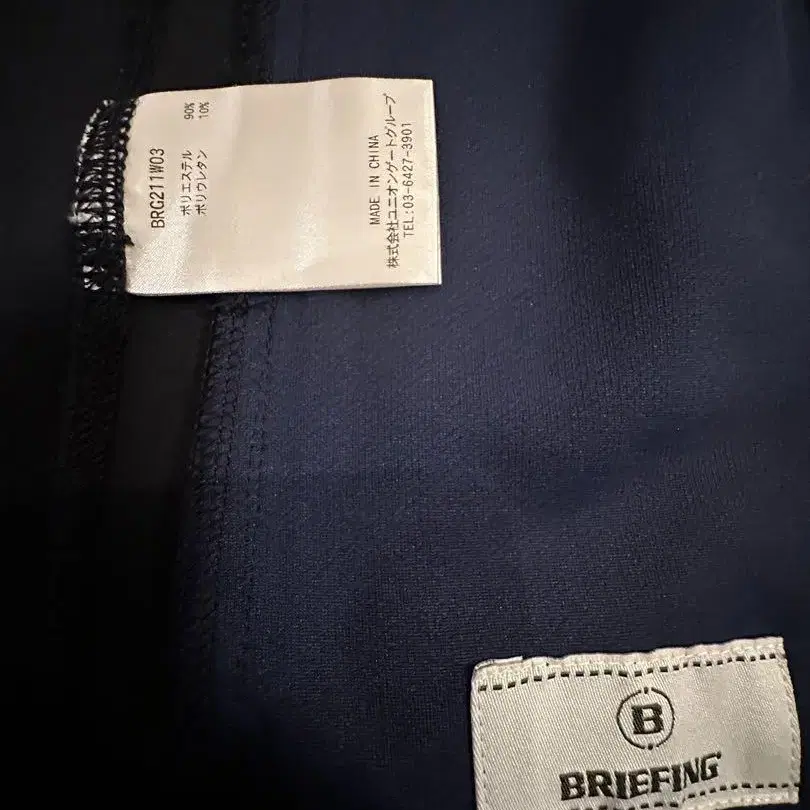 BRG211W03
ポリエステル 90%
ポリウレタン 10%
MADE IN CHINA
株式会社ユニオンゲートグループ
TEL:03-6427-3901
B
BRIEFING